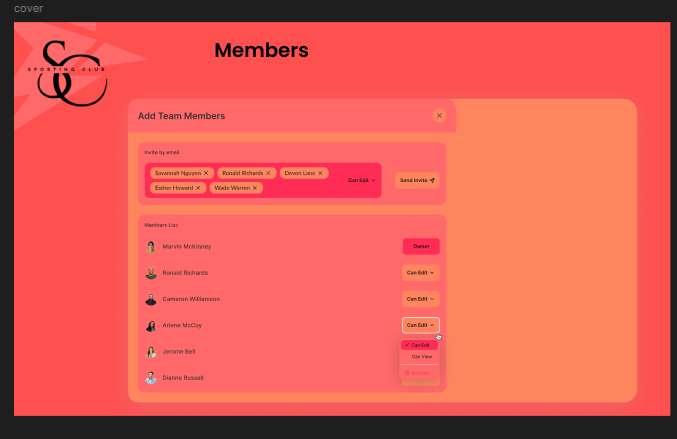 cover
Members
SC
SPORTING CLUB
Add Team Members
Invite by email
Savannah Nguyen
Ronald Richards
Devon Lane
Can Edit
Send Invite
Esther Howard
Wade Warren
Members List
Marvin McKinney
Owner
Ronald Richards
Can Edit
Cameron Williamson
Can Edit
Arlene McCoy
Can Edit
Can Edit
Jerome Bell
Can View
Dianne Russell